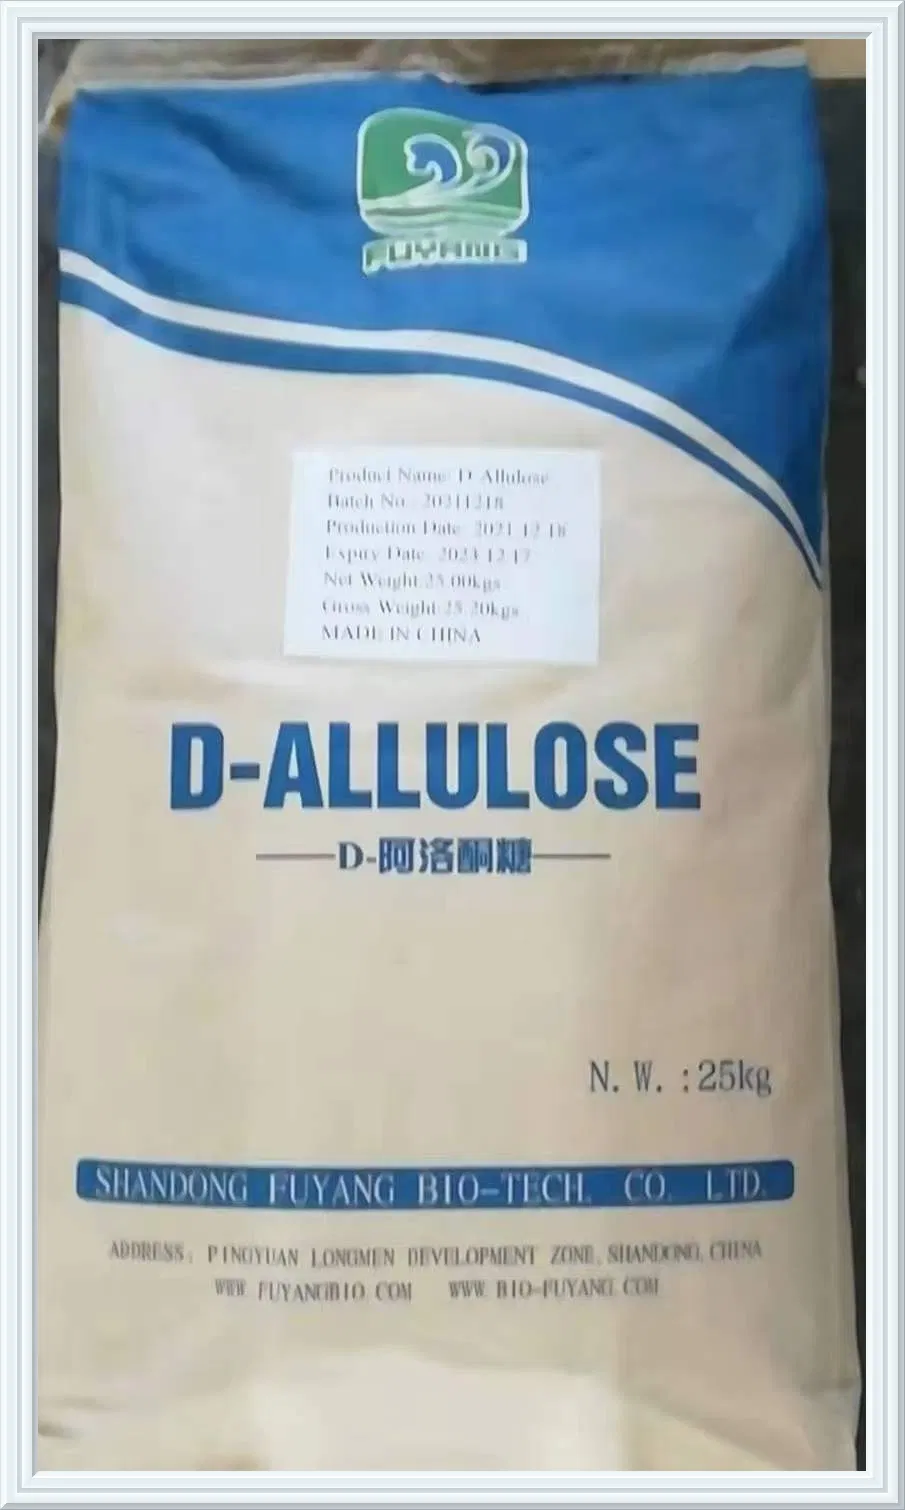 FUYANG
Product Name: D-Allulose
Batch No.: 20211218
Production Date: 2021.12.18
Expiry Date: 2023.12.17
Net Weight:25.00kgs
Gross Weight:25.20kgs
MADE IN CHINA
D-ALLULOSE
D-阿洛酮糖
N. W. :25kg
SHANDONG FUYANG BIO-TECH. CO. LTD.
ADDRESS: PINGYUAN LONGMEN DEVELOPMENT ZONE, SHANDONG, CHINA
WWW.FUYANGBIO.COM WWW.BIO-FUYANG.COM